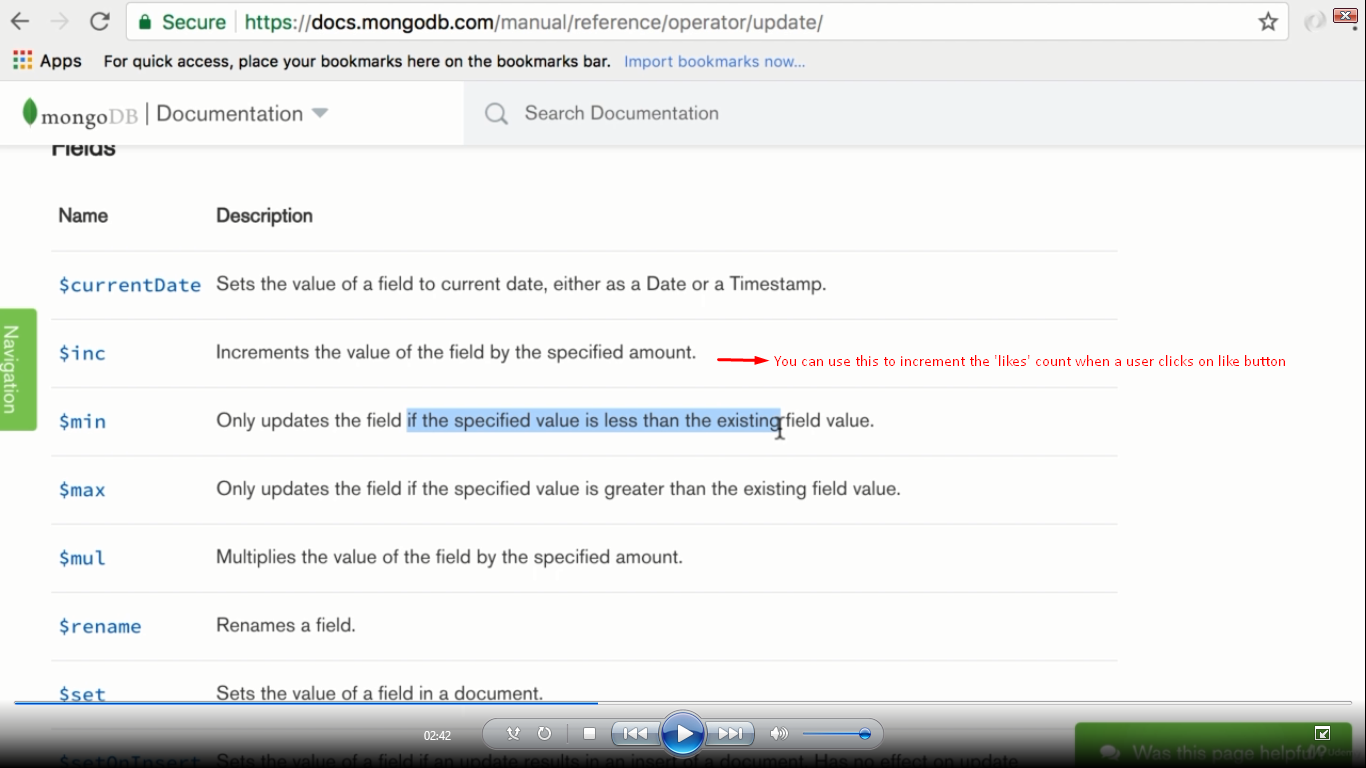 Secure https://docs.mongodb.com/manual/reference/operator/update/
Apps For quick access, place your bookmarks here on the bookmarks bar. Import bookmarks now...
mongoDB | Documentation Search Documentation
Fields
Name Description
$currentDate Sets the value of a field to current date, either as a Date or a Timestamp.
Navigation
$inc Increments the value of the field by the specified amount. You can use this to increment the 'likes' count when a user clicks on like button
$min Only updates the field if the specified value is less than the existing field value.
$max Only updates the field if the specified value is greater than the existing field value.
$mul Multiplies the value of the field by the specified amount.
$rename Renames a field.
$set Sets the value of a field in a document.
02:42
$setOnInsert Sets the value of a field if an update results in an insert of a document. Has no effect on update
Was this page helpful?